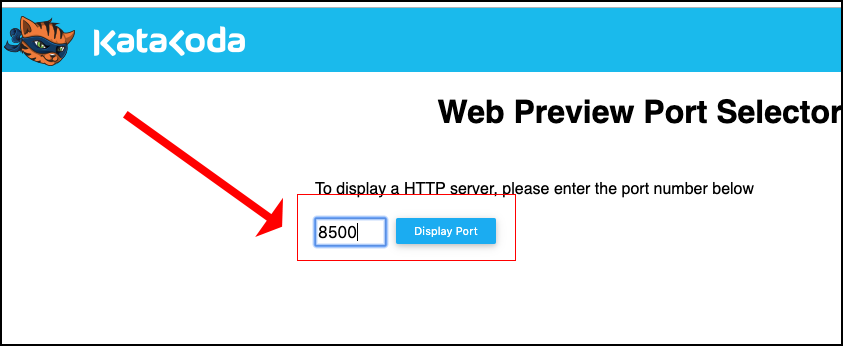 Katacoda
Web Preview Port Selector
To display a HTTP server, please enter the port number below
8500
Display Port